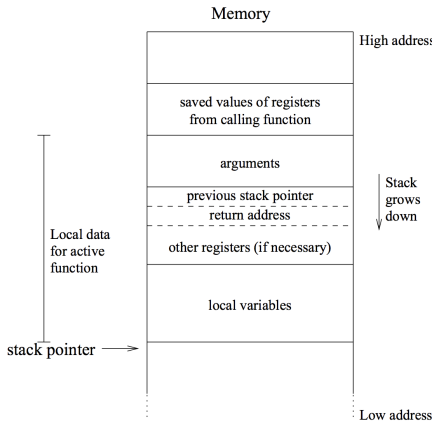 Memory
High address
saved values of registers
from calling function
arguments
previous stack pointer
return address
other registers (if necessary)
local variables
Stack
grows
down
Local data
for active
function
stack pointer
Low address